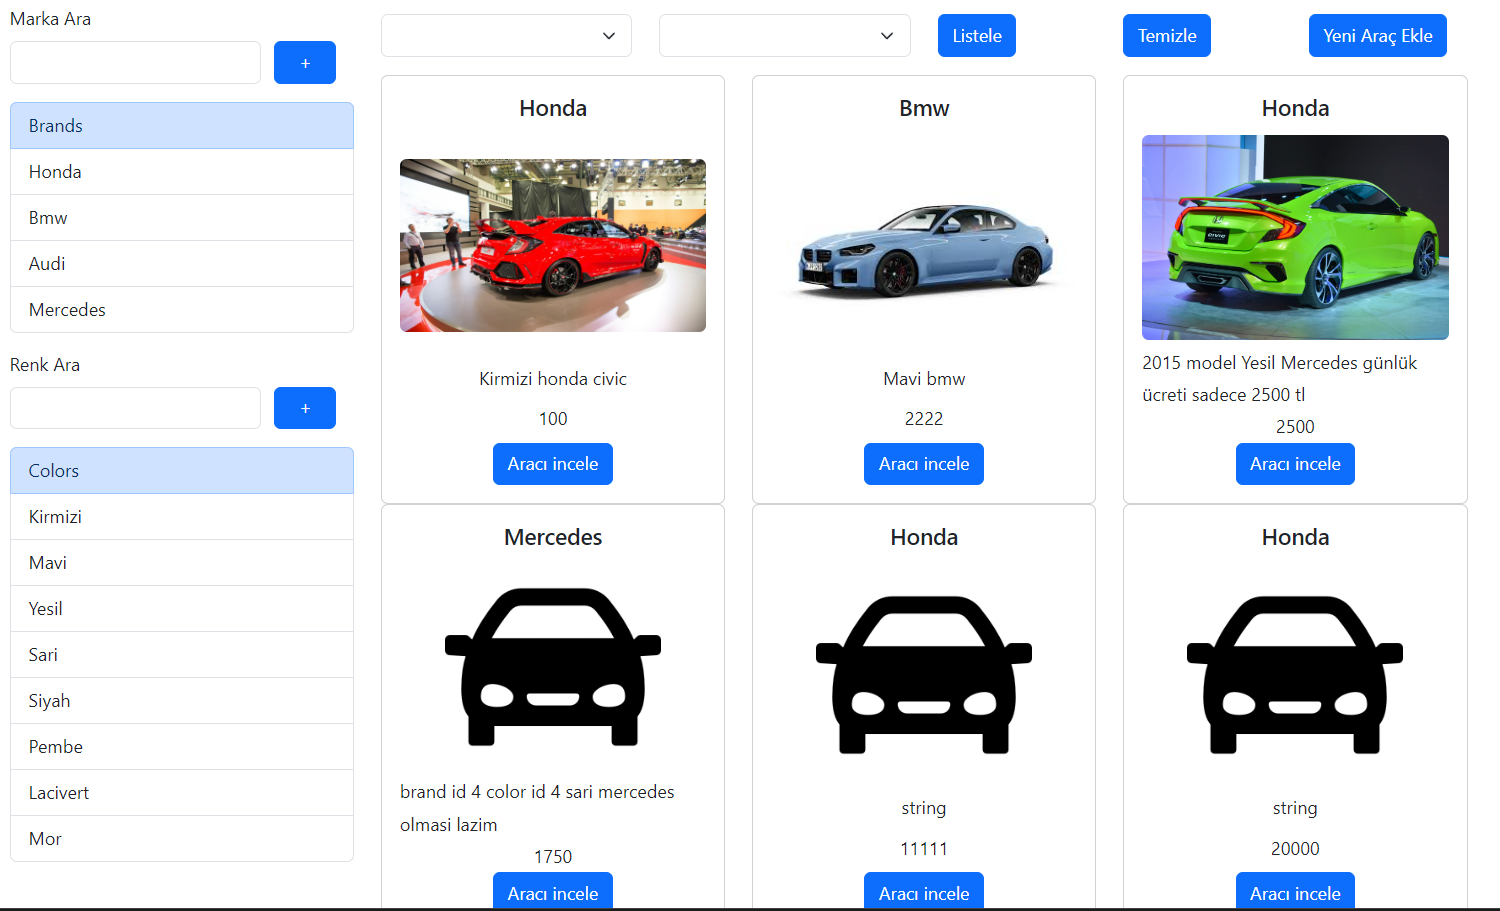 Marka Ara
+
Brands
Honda
Bmw
Audi
Mercedes
Renk Ara
+
Colors
Kirmizi
Mavi
Yesil
Sari
Siyah
Pembe
Lacivert
Mor
Listele
Temizle
Yeni Araç Ekle
Honda
Kirmizi honda civic
100
Aracı incele
Bmw
Mavi bmw
2222
Aracı incele
Honda
CIVIC
2015 model Yesil Mercedes günlük
ücreti sadece 2500 tl
2500
Aracı incele
Mercedes
brand id 4 color id 4 sari mercedes
olmasi lazim
1750
Aracı incele
Honda
string
11111
Aracı incele
Honda
string
20000
Aracı incele